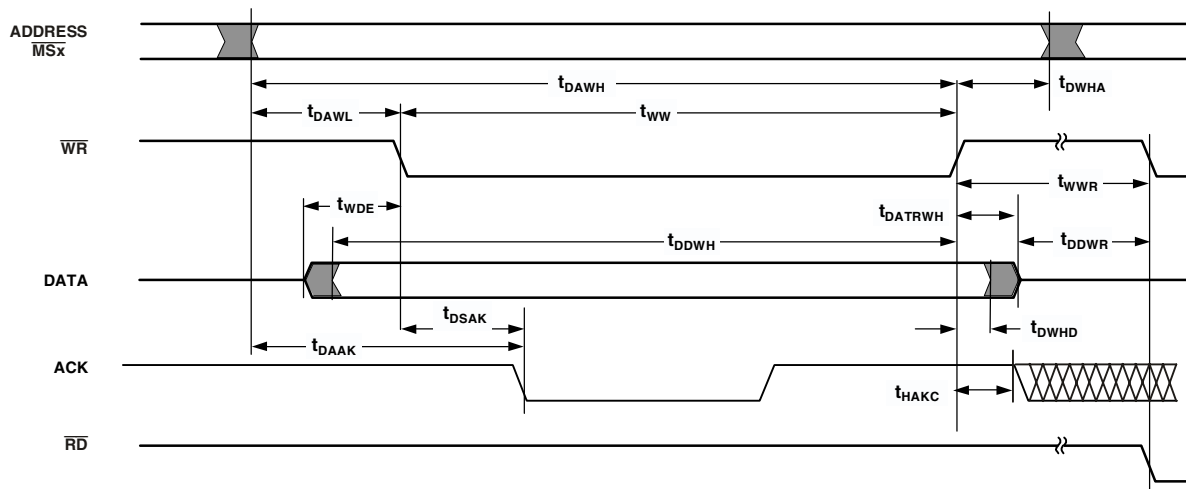 ADDRESS
MSx
tDAWH
tDWHA
tDAWL
tWW
WR
tWWR
tWDE
tDATRWH
tDDWH
tDDWR
DATA
tDSAK
tDWHD
tDAAK
ACK
tHAKC
RD